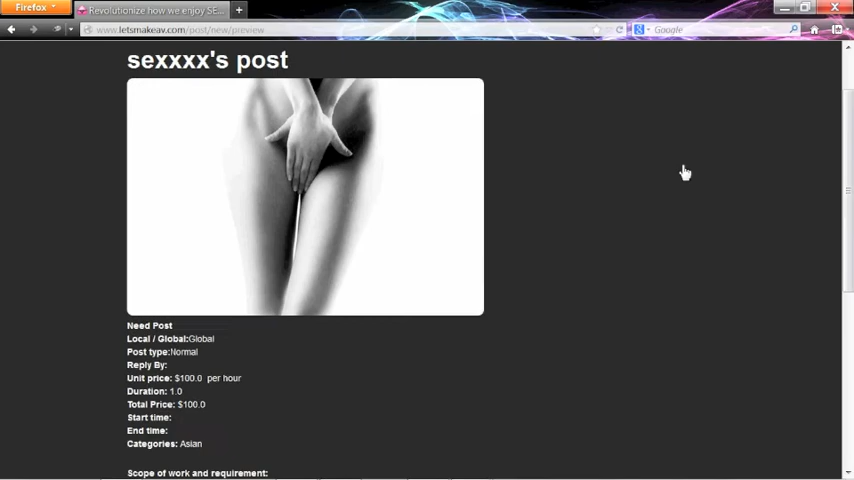 Firefox
Revolutionize how we enjoy SE...
www.letsmakeav.com/post/new/preview
Google
sexxxx's post
Need Post
Local / Global:Global
Post type:Normal
Reply By:
Unit price: $100.0 per hour
Duration: 1.0
Total Price: $100.0
Start time:
End time:
Categories: Asian
Scope of work and requirement: